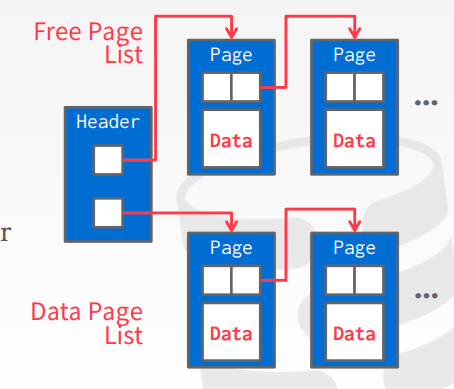 Free Page
List
Page
Page
Data
Data
...
Header
r
Page
Page
Data
Data
...
Data Page
List